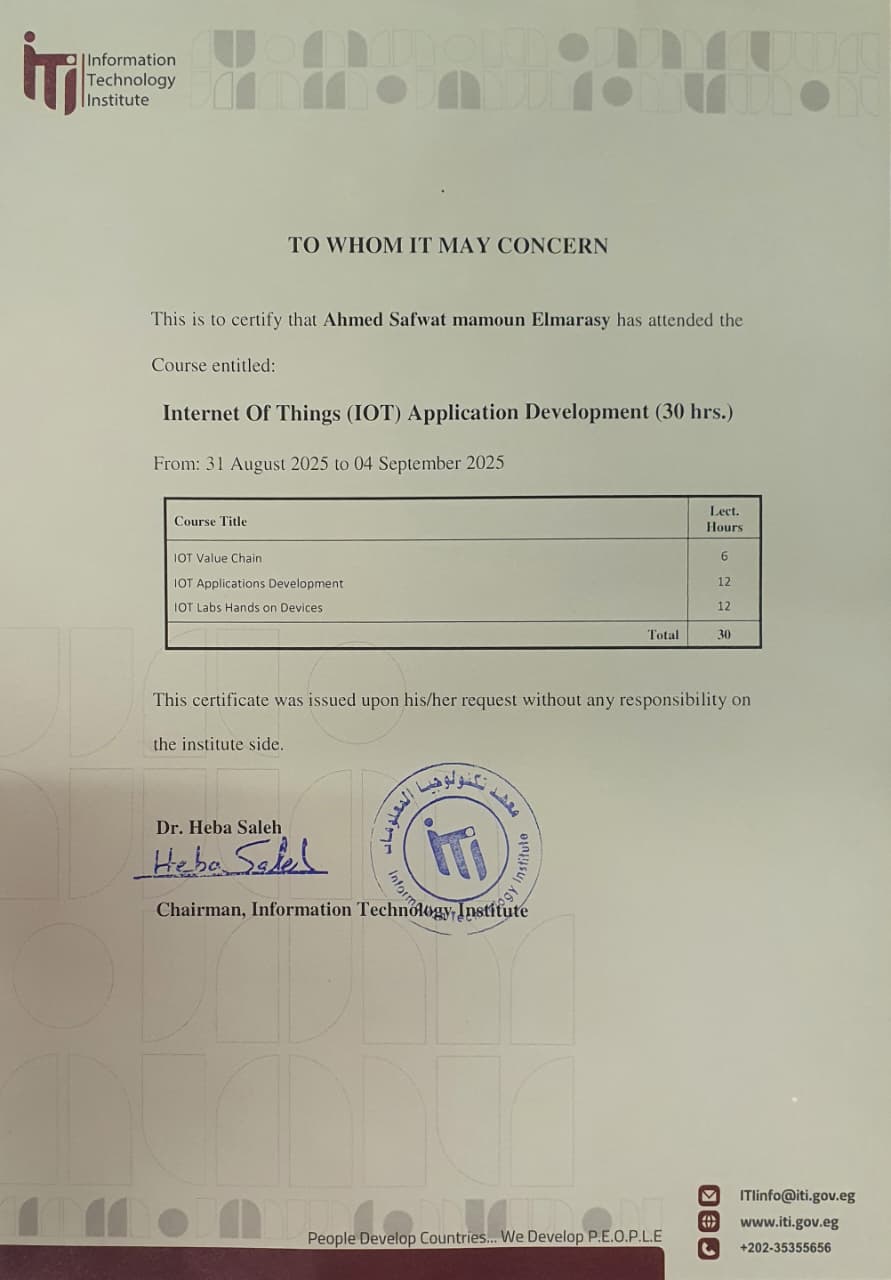 iTi
Information
Technology
Institute
TO WHOM IT MAY CONCERN
This is to certify that Ahmed Safwat mamoun Elmarasy has attended the
Course entitled:
Internet Of Things (IOT) Application Development (30 hrs.)
From: 31 August 2025 to 04 September 2025
Course Title Lect. Hours
IOT Value Chain 6
IOT Applications Development 12
IOT Labs Hands on Devices 12
Total 30
This certificate was issued upon his/her request without any responsibility on
the institute side.
Dr. Heba Saleh
Heba Saleh
Chairman, Information Technology Institute
معهد تكنولوجيا المعلومات
iTi
Information Technology Institute
People Develop Countries... We Develop P.E.O.P.L.E
ITIinfo@iti.gov.eg
www.iti.gov.eg
+202-35355656